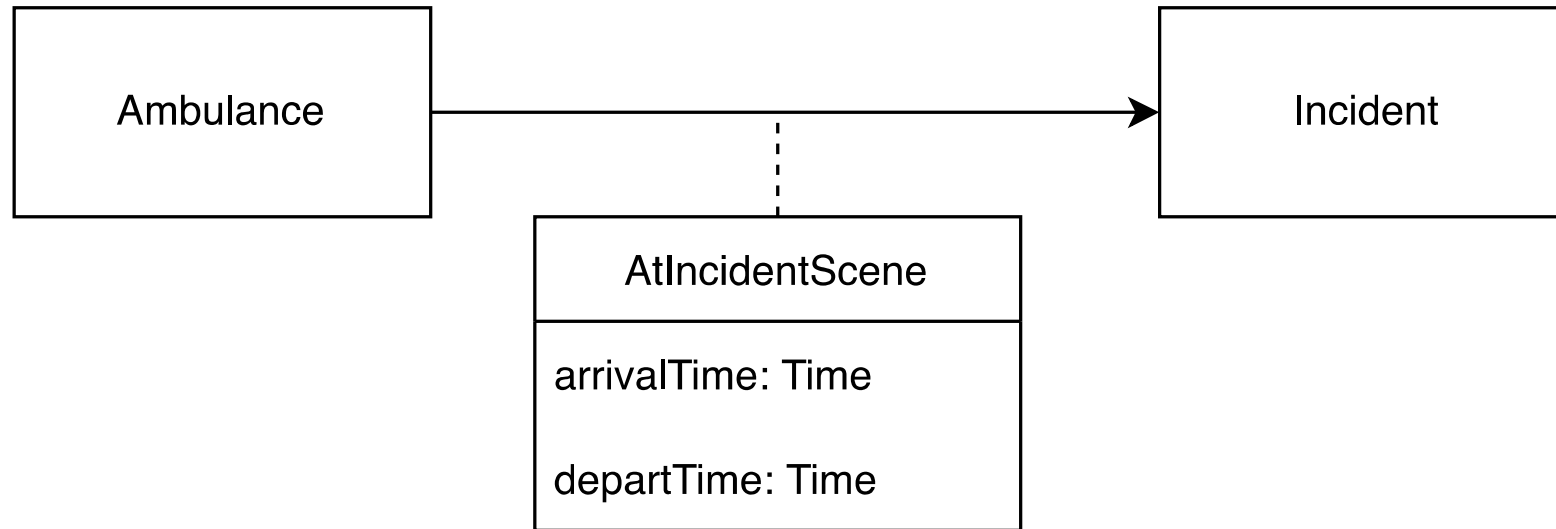 Ambulance
Incident
AtIncidentScene
arrivalTime: Time
departTime: Time